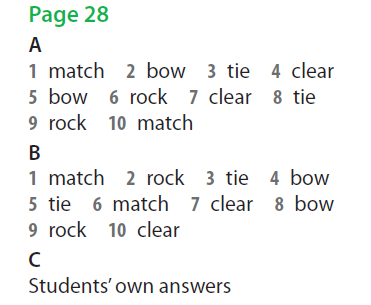 Page 28
A
1 match 2 bow 3 tie 4 clear
5 bow 6 rock 7 clear 8 tie
9 rock 10 match
B
1 match 2 rock 3 tie 4 bow
5 tie 6 match 7 clear 8 bow
9 rock 10 clear
C
Students’ own answers